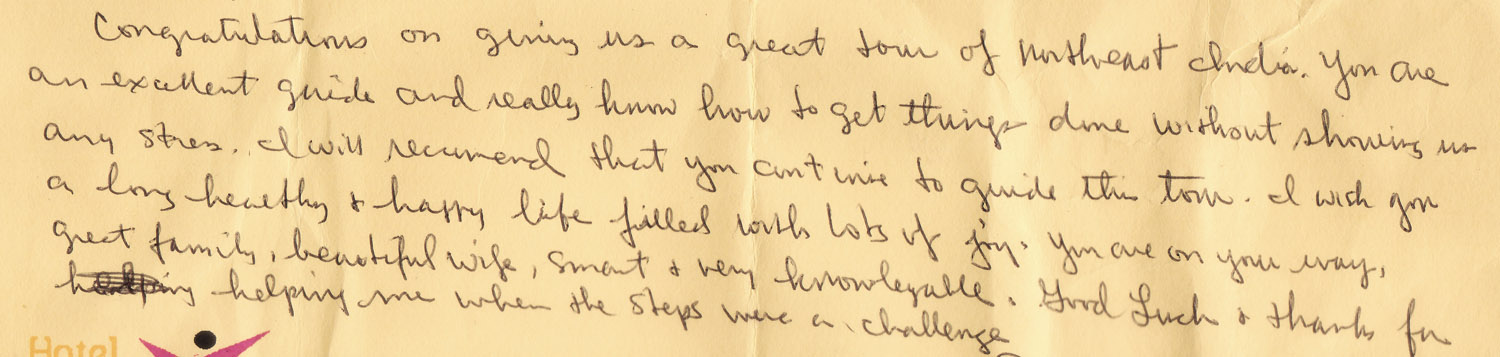 Congratulations on giving us a great tour of Northeast India. You are
an excellent guide and really know how to get things done without showing us
any stress. I will recommend that you continue to guide this tour. I wish you
a long healthy & happy life filled with lots of joy. You are on your way,
great family, beautiful wife, smart & very knowlegable. Good Luck & thanks for
helping me when the steps were a challenge
Hotel